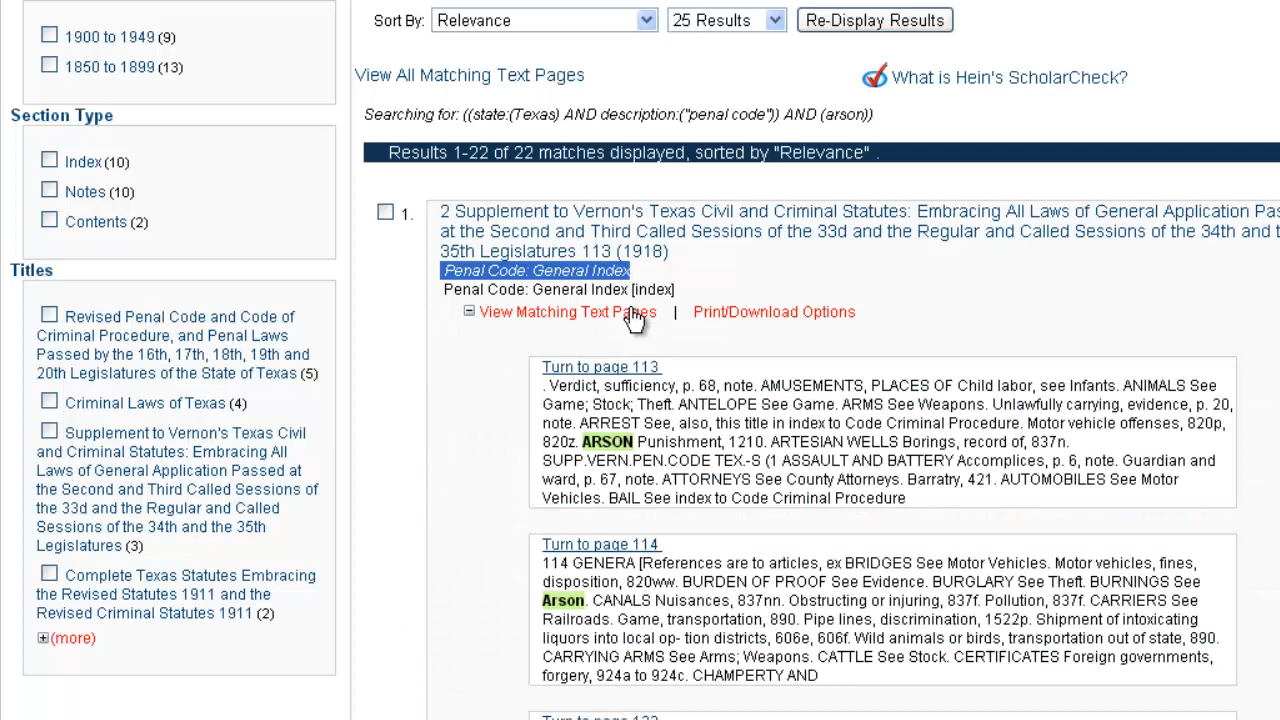 1900 to 1949 (9)
1850 to 1899 (13)
Section Type
Index (10)
Notes (10)
Contents (2)
Titles
Revised Penal Code and Code of
Criminal Procedure, and Penal Laws
Passed by the 16th, 17th, 18th, 19th and
20th Legislatures of the State of Texas (5)
Criminal Laws of Texas (4)
Supplement to Vernon's Texas Civil
and Criminal Statutes: Embracing All
Laws of General Application Passed at
the Second and Third Called Sessions of
the 33d and the Regular and Called
Sessions of the 34th and the 35th
Legislatures (3)
Complete Texas Statutes Embracing
the Revised Statutes 1911 and the
Revised Criminal Statutes 1911 (2)
(more)
Sort By: Relevance 25 Results Re-Display Results
View All Matching Text Pages What is Hein's ScholarCheck?
Searching for: ((state:(Texas) AND description:("penal code")) AND (arson))
Results 1-22 of 22 matches displayed, sorted by "Relevance" .
1. 2 Supplement to Vernon's Texas Civil and Criminal Statutes: Embracing All Laws of General Application Pas
at the Second and Third Called Sessions of the 33d and the Regular and Called Sessions of the 34th and t
35th Legislatures 113 (1918)
Penal Code: General Index
Penal Code: General Index [index]
View Matching Text Pages | Print/Download Options
Turn to page 113
. Verdict, sufficiency, p. 68, note. AMUSEMENTS, PLACES OF Child labor, see Infants. ANIMALS See
Game; Stock; Theft. ANTELOPE See Game. ARMS See Weapons. Unlawfully carrying, evidence, p. 20,
note. ARREST See, also, this title in index to Code Criminal Procedure. Motor vehicle offenses, 820p,
820z. ARSON Punishment, 1210. ARTESIAN WELLS Borings, record of, 837n.
SUPP.VERN.PEN.CODE TEX.-S (1 ASSAULT AND BATTERY Accomplices, p. 6, note. Guardian and
ward, p. 67, note. ATTORNEYS See County Attorneys. Barratry, 421. AUTOMOBILES See Motor
Vehicles. BAIL See index to Code Criminal Procedure
Turn to page 114
114 GENERA [References are to articles, ex BRIDGES See Motor Vehicles. Motor vehicles, fines,
disposition, 820ww. BURDEN OF PROOF See Evidence. BURGLARY See Theft. BURNINGS See
Arson. CANALS Nuisances, 837nn. Obstructing or injuring, 837f. Pollution, 837f. CARRIERS See
Railroads. Game, transportation, 890. Pipe lines, discrimination, 1522p. Shipment of intoxicating
liquors into local op- tion districts, 606e, 606f. Wild animals or birds, transportation out of state, 890.
CARRYING ARMS See Arms; Weapons. CATTLE See Stock. CERTIFICATES Foreign governments,
forgery, 924a to 924c. CHAMPERTY AND